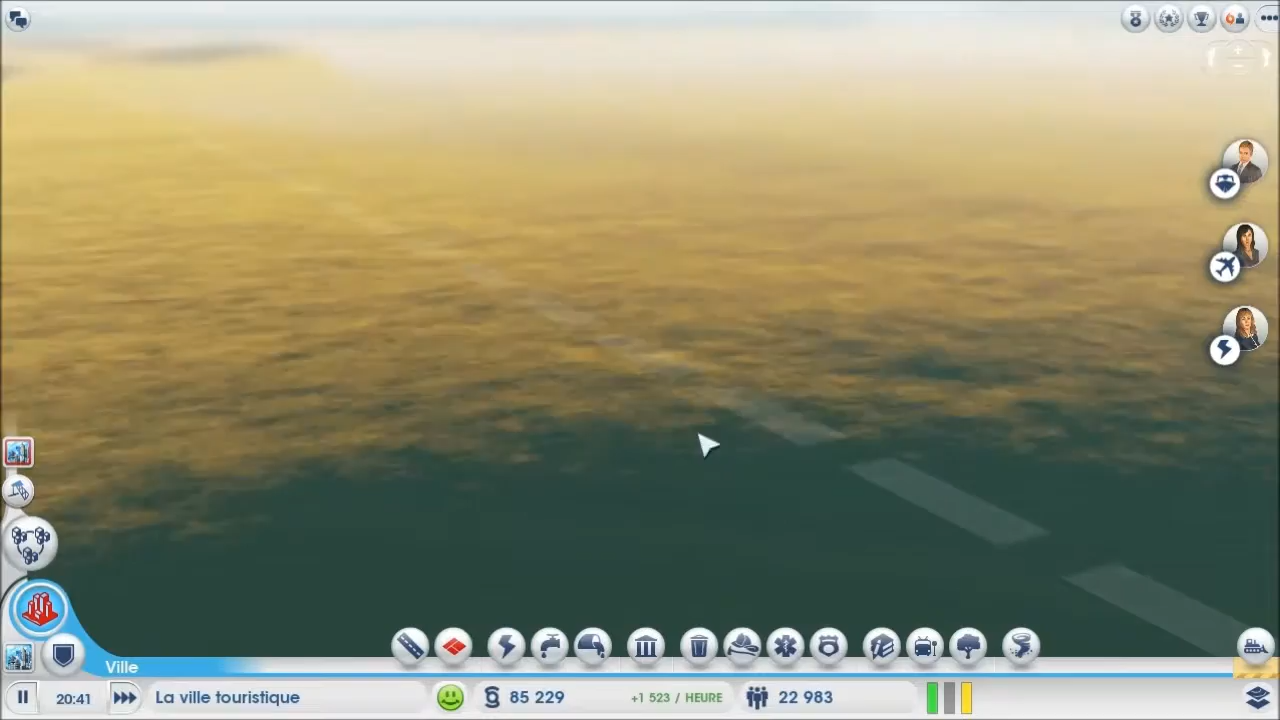 Ville
20:41
La ville touristique
85 229
+1 523 / HEURE
22 983